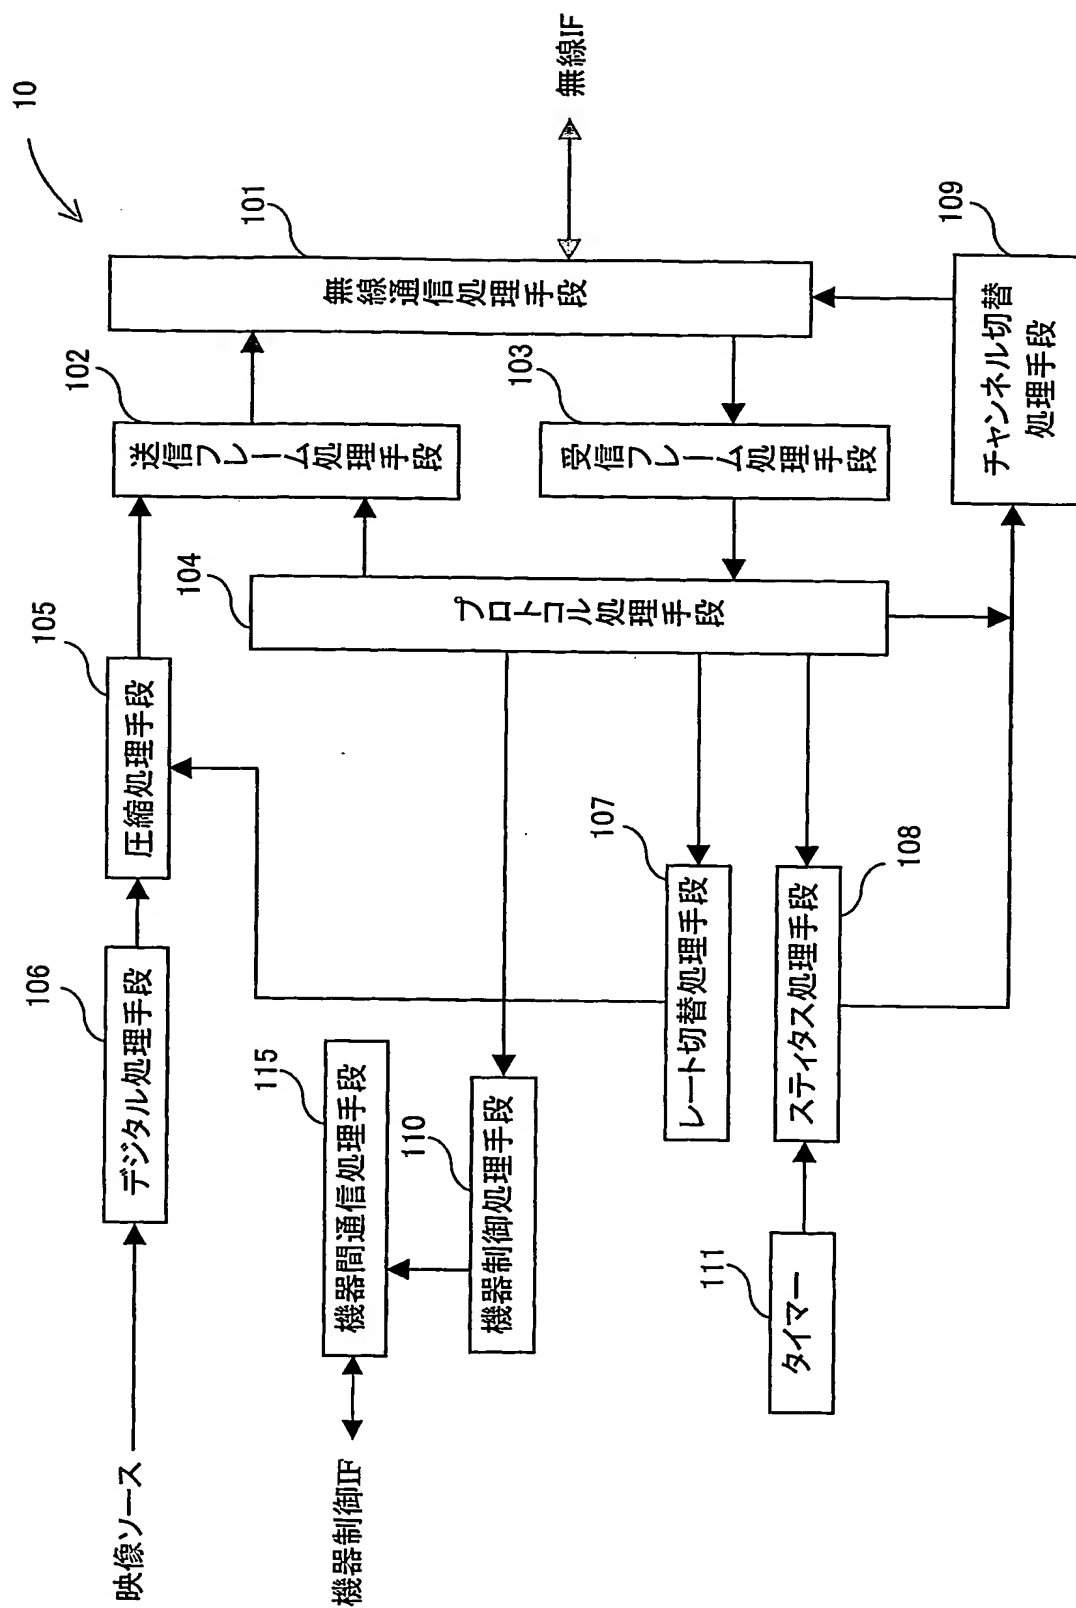 10
映像ソース
106
デジタル処理手段
105
圧縮処理手段
102
送信フレーム処理手段
101
無線通信処理手段
無線IF
104
プロトコル処理手段
103
受信フレーム処理手段
機器制御IF
115
機器間通信処理手段
110
機器制御処理手段
107
レート切替処理手段
108
スティタス処理手段
111
タイマー
109
チャンネル切替
処理手段